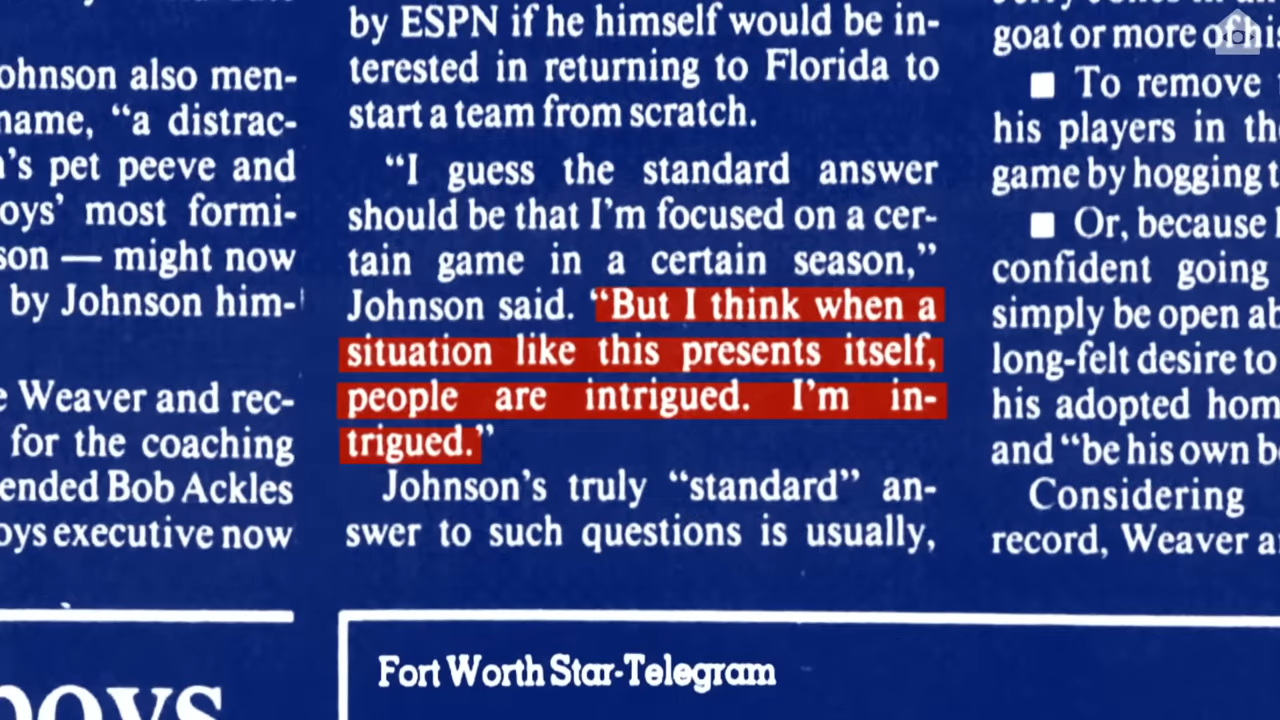 ohnson also men-
name, “a distrac-
's pet peeve and
oys’ most formi-
son — might now
by Johnson him-
Weaver and rec-
for the coaching
ended Bob Ackles
oys executive now
by ESPN if he himself would be in-
terested in returning to Florida to
start a team from scratch.
“I guess the standard answer
should be that I’m focused on a cer-
tain game in a certain season,”
Johnson said. “But I think when a
situation like this presents itself,
people are intrigued. I’m in-
trigued.”
Johnson’s truly “standard” an-
swer to such questions is usually,
goat or more of his
■ To remove
his players in th
game by hogging t
■ Or, because
confident going
simply be open ab
long-felt desire to
his adopted hom
and “be his own b
Considering
record, Weaver a
oys
Fort Worth Star-Telegram